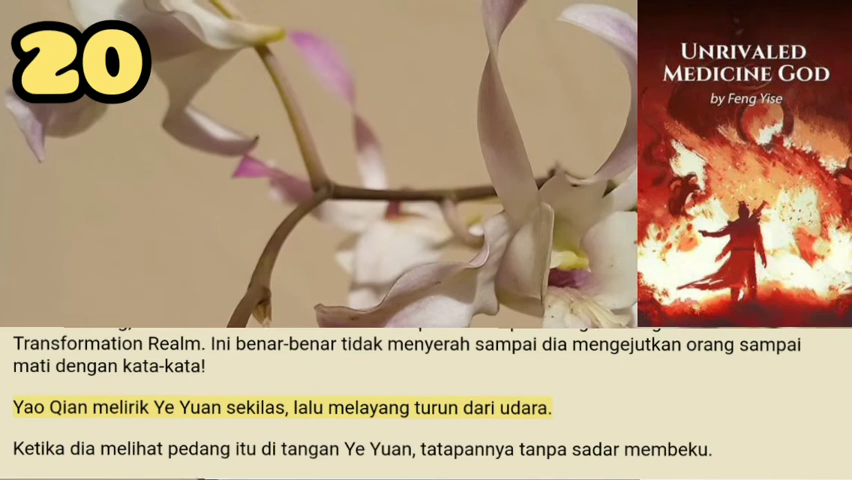 20
UNRIVALED
MEDICINE GOD
by Feng Yise
Transformation Realm. Ini benar-benar tidak menyerah sampai dia mengejutkan orang sampai
mati dengan kata-kata!
Yao Qian melirik Ye Yuan sekilas, lalu melayang turun dari udara.
Ketika dia melihat pedang itu di tangan Ye Yuan, tatapannya tanpa sadar membeku.